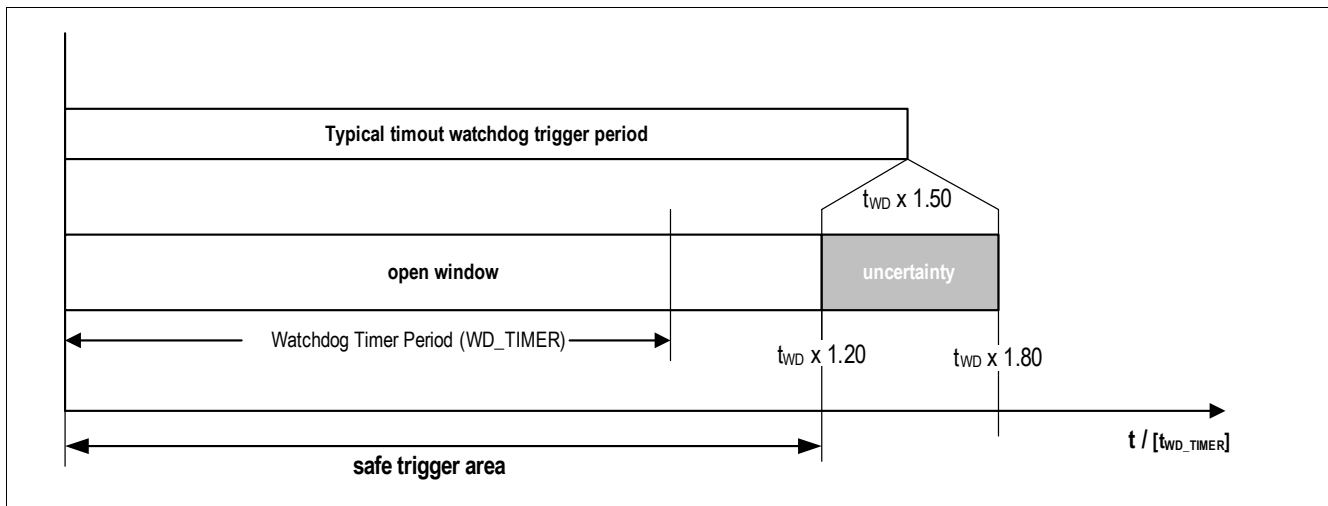 Typical timout watchdog trigger period
tWD x 1.50
open window
uncertainty
Watchdog Timer Period (WD_TIMER)
tWD x 1.20
tWD x 1.80
t / [tWD_TIMER]
safe trigger area